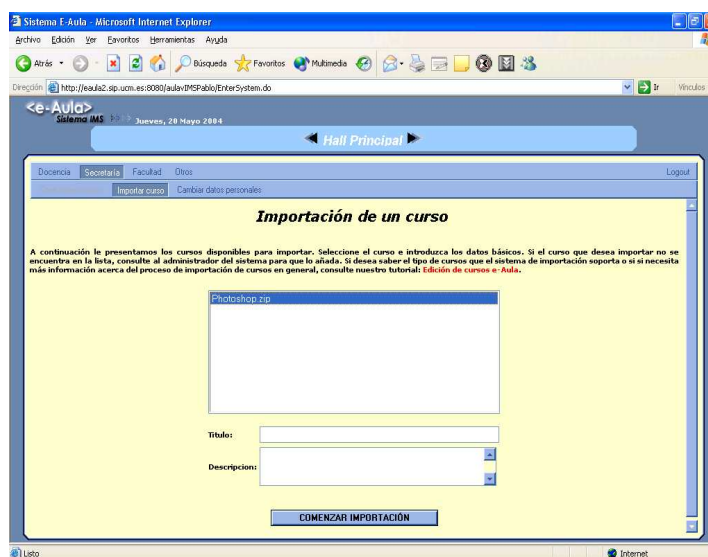 Sistema E-Aula - Microsoft Internet Explorer
Archivo Edición Ver Favoritos Herramientas Ayuda
Atrás Búsqueda Favoritos Multimedia
Dirección http://eaula2.sip.ucm.es:8080/aulavIMSPablo/EnterSystem.do Ir Vínculos
<e-Aula>
Sistema IMS Jueves, 20 Mayo 2004
Hall Principal
Docencia Secretaría Facultad Otros Logout
Importar curso Cambiar datos personales
Importación de un curso
A continuación le presentamos los cursos disponibles para importar. Seleccione el curso e introduzca los datos básicos. Si el curso que desea importar no se
encuentra en la lista, consulte al administrador del sistema para que lo añada. Si desea saber el tipo de cursos que el sistema de importación soporta o si si necesita
más información acerca del proceso de importación de cursos en general, consulte nuestro tutorial: Edición de cursos e-Aula.
Photoshop.zip
Titulo:
Descripcion:
COMENZAR IMPORTACIÓN
Listo Internet